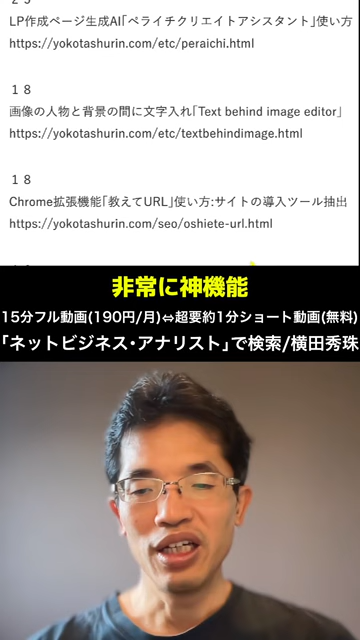 LP作成ページ生成AI｢ペライチクリエイトアシスタント｣使い方
https://yokotashurin.com/etc/peraichi.html
１８
画像の人物と背景の間に文字入れ｢Text behind image editor｣
https://yokotashurin.com/etc/textbehindimage.html
１８
Chrome拡張機能｢教えてURL｣使い方:サイトの導入ツール抽出
https://yokotashurin.com/seo/oshiete-url.html
非常に神機能
15分フル動画(190円/月)⇔超要約1分ショート動画(無料)
｢ネットビジネス･アナリスト｣で検索/横田秀珠